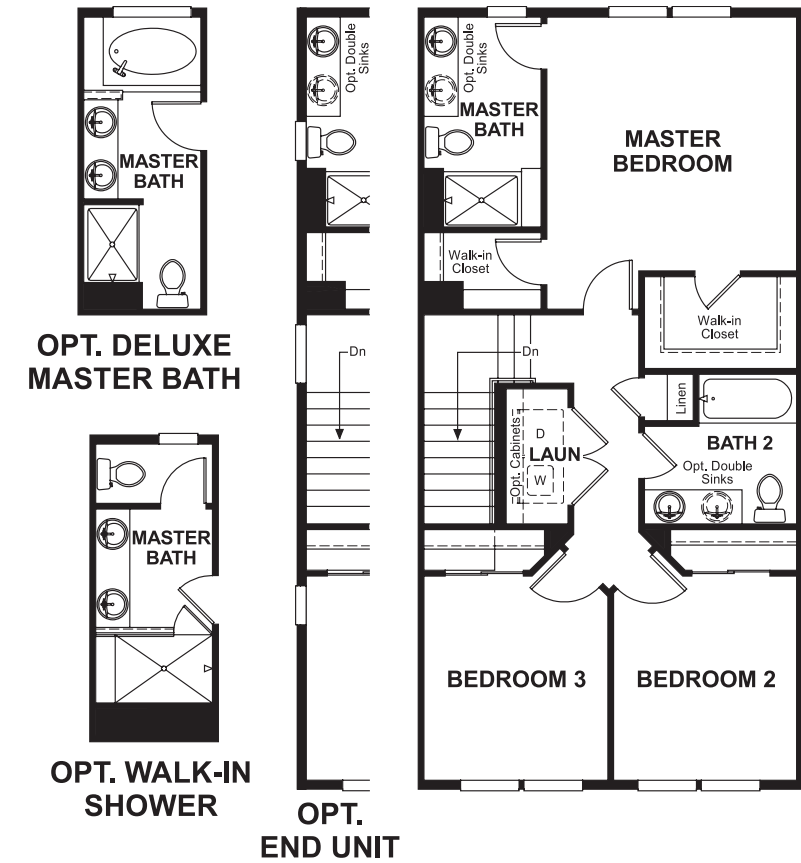 MASTER
BATH
OPT. DELUXE
MASTER BATH
MASTER
BATH
OPT. WALK-IN
SHOWER
Opt. Double
Sinks
Dn
OPT.
END UNIT
Opt. Double
Sinks
MASTER
BATH
MASTER
BEDROOM
Walk-in
Closet
Walk-in
Closet
Dn
Linen
Opt. Cabinets
D
LAUN
W
BATH 2
Opt. Double
Sinks
BEDROOM 3
BEDROOM 2